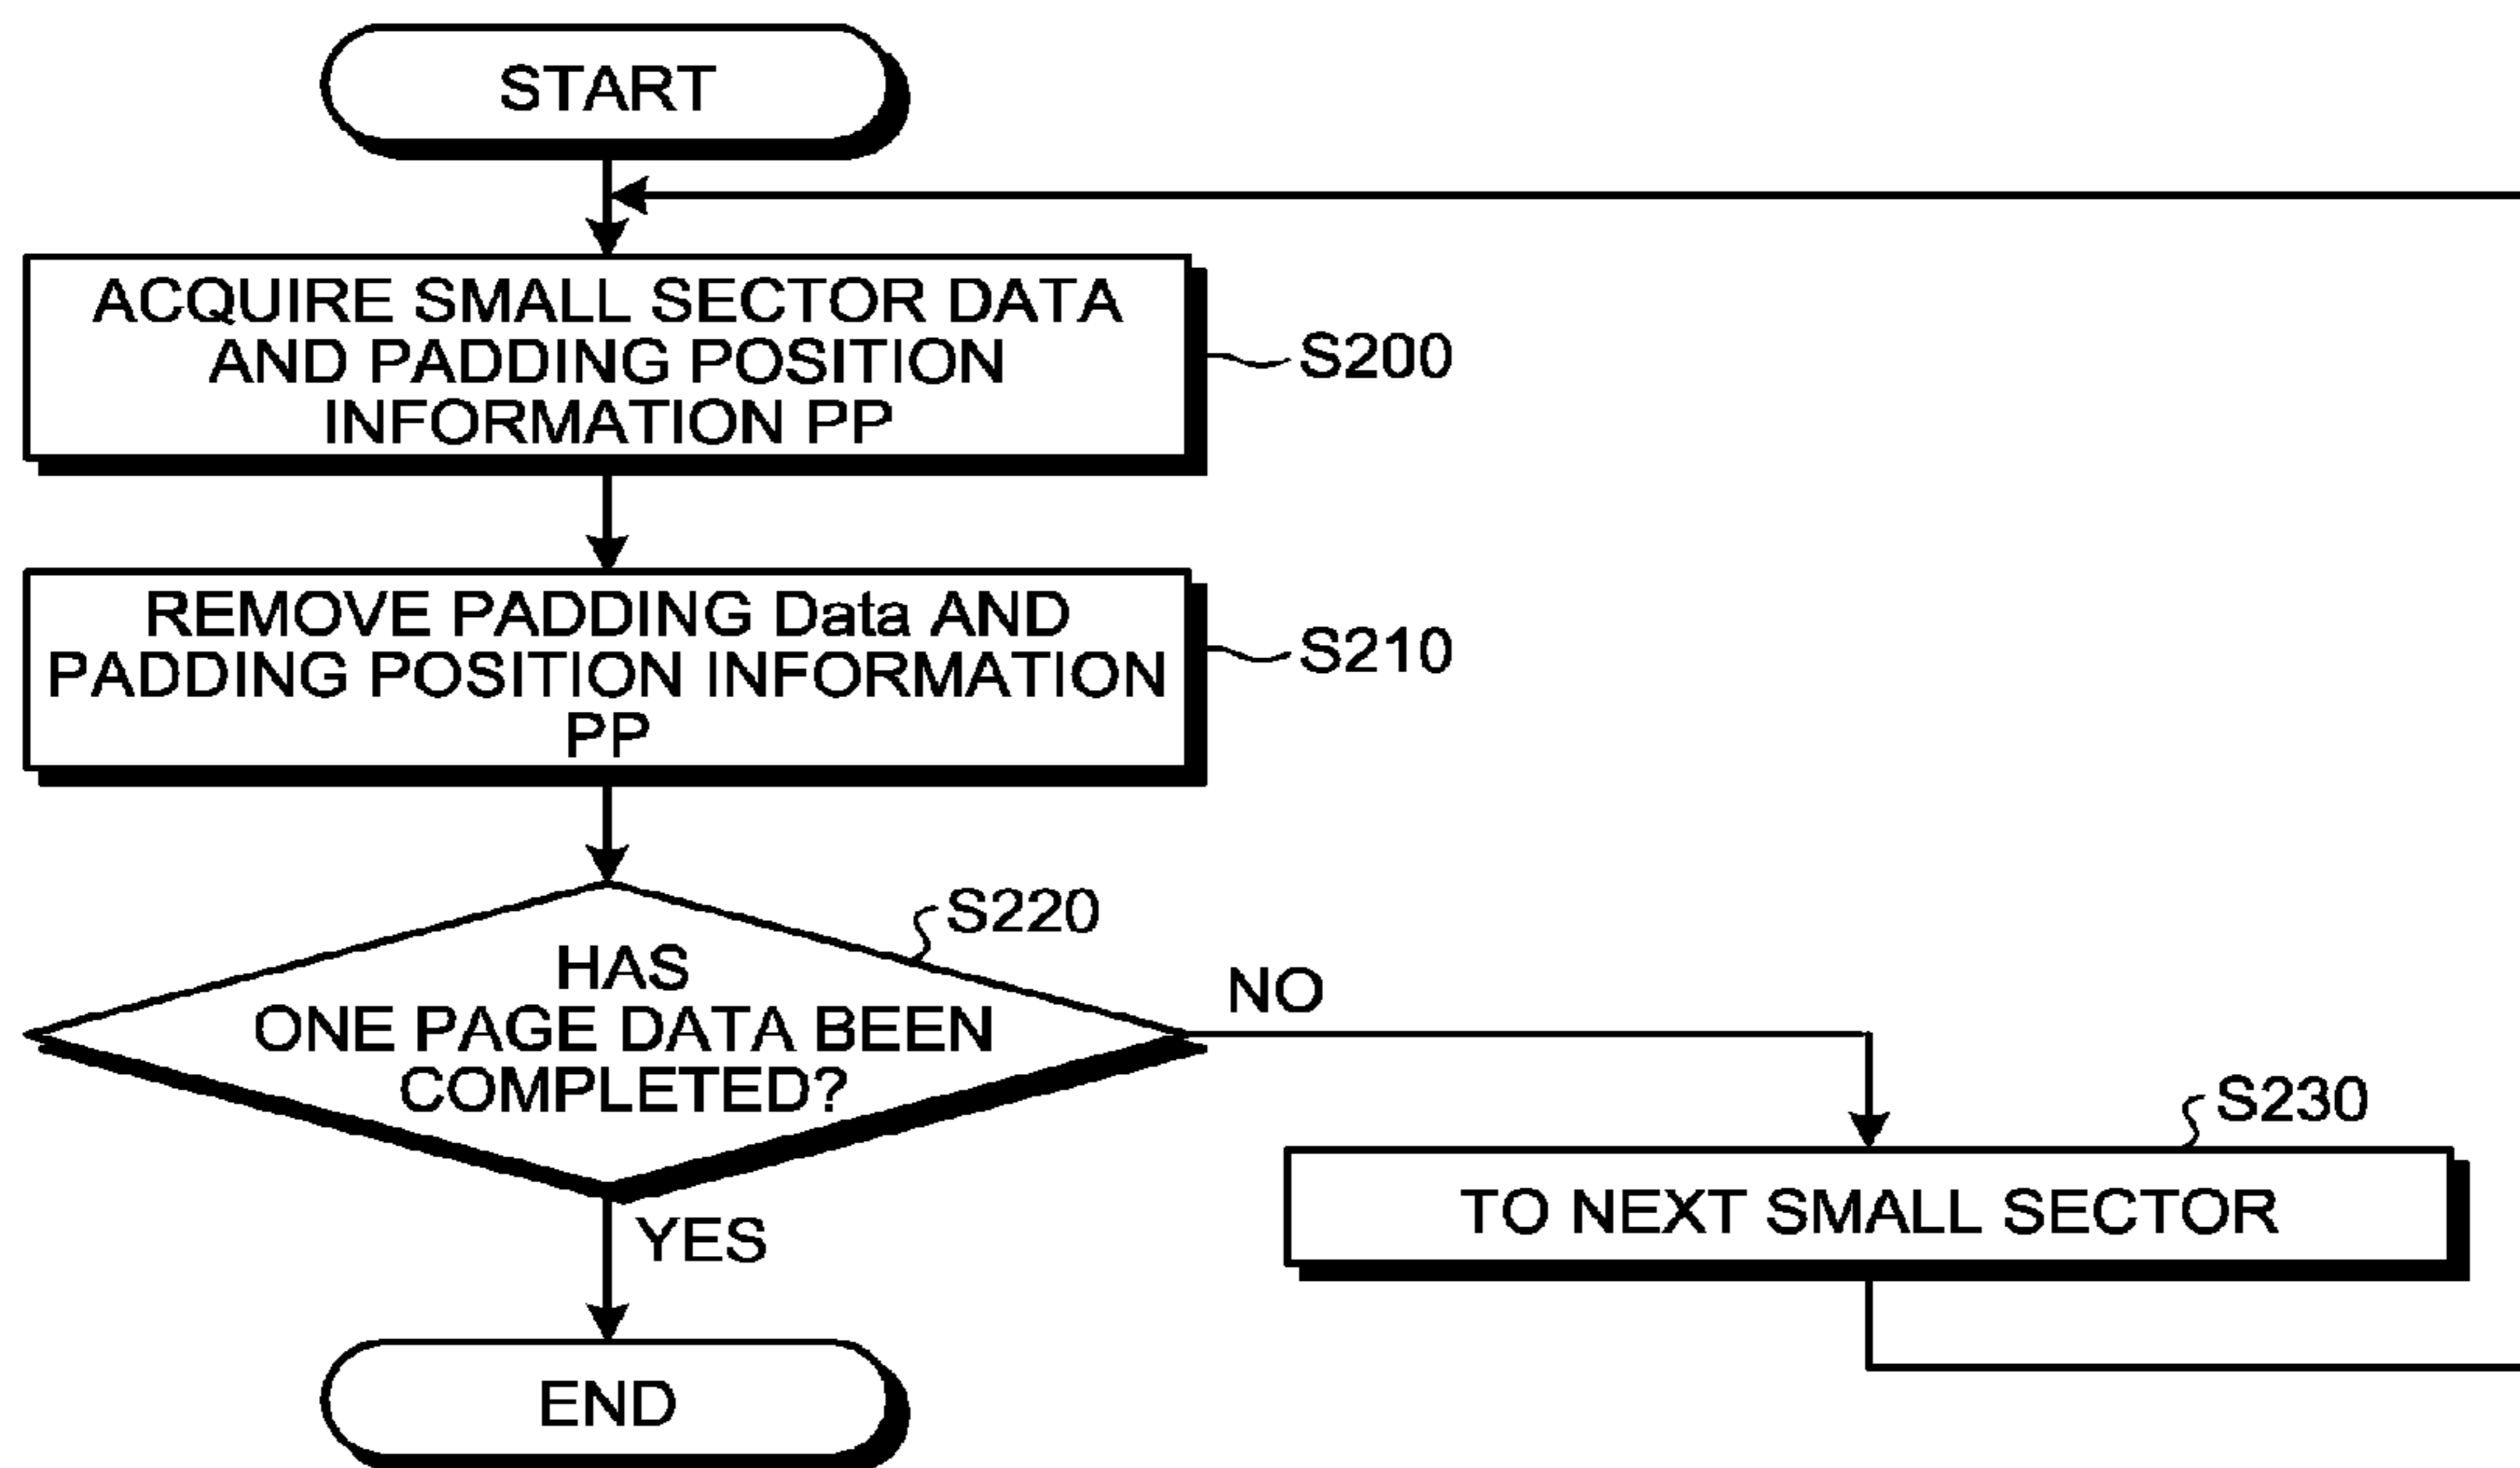 START
ACQUIRE SMALL SECTOR DATA
AND PADDING POSITION
INFORMATION PP
S200
REMOVE PADDING Data AND
PADDING POSITION INFORMATION
PP
S210
S220
HAS
ONE PAGE DATA BEEN
COMPLETED?
NO
S230
TO NEXT SMALL SECTOR
YES
END